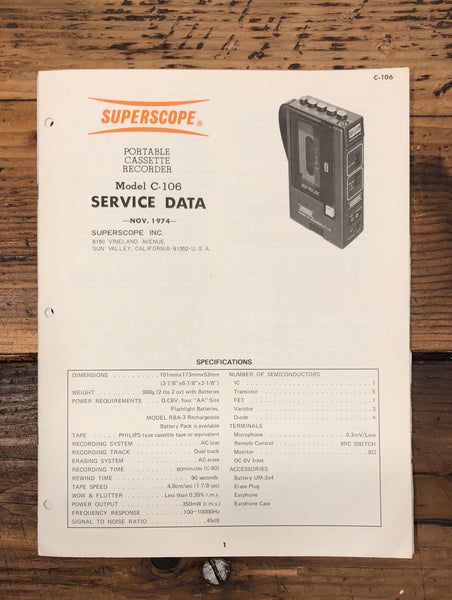 C-106
SUPERSCOPE®
PORTABLE
CASSETTE
RECORDER
Model C-106
SERVICE DATA
—NOV. 1974—
SUPERSCOPE INC.
8150 VINELAND AVENUE
SUN VALLEY, CALIFORNIA-91352-U.S.A.
SPECIFICATIONS
DIMENSIONS . . . . . . . . . . 101mmx173mmx53mm
(3-7/8"x6-7/8"x2-1/8")
WEIGHT . . . . . . . . 960g (2 lbs 2 oz) with Batteries
POWER REQUIREMENTS . . D.C6V, four "AA" Size
Flashlight Batteries,
MODEL RBA-3 Rechargeable
Battery Pack is available
TAPE . . . . . PHILIPS type cassette tape or equivalent
RECORDING SYSTEM . . . . . . . . . . AC bias
RECORDING TRACK . . . . . . . . . . Dual track
ERASING SYSTEM . . . . . . . . . . AC erase
RECORDING TIME . . . . . . . . 60minutes (C-60)
REWIND TIME . . . . . . . . . . 90 seconds
TAPE SPEED . . . . . . . . 4.8cm/sec (1-7/8 ips)
WOW & FLUTTER . . . . . Less than 0.35% r.m.s.
POWER OUTPUT . . . . . . . . 350mW (r.m.s.)
FREQUENCY RESPONSE . . . . . 100~10000Hz
SIGNAL TO NOISE RATIO . . . . . . . . 45dB
NUMBER OF SEMICONDUCTORS
IC . . . . . . . . . . 1
Transistor . . . . . . . . . . 5
FET . . . . . . . . . . 1
Varistor . . . . . . . . . . 3
Diode . . . . . . . . . . 4
TERMINALS
Microphone . . . . . . . . . . 0.3mV/Low
Remote Control . . . . . . . . MIC SWITCH
Monitor . . . . . . . . . . 8Ω
DC 6V Inlet
ACCESSORIES
Battery UM-3x4
Erase Plug
Earphone
Earphone Case
1